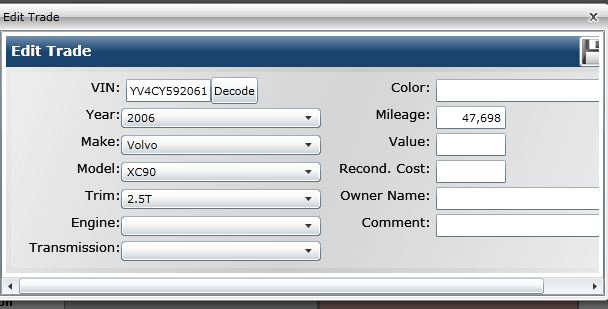 Edit Trade x
Edit Trade
VIN: YV4CY592061 Decode
Year: 2006
Make: Volvo
Model: XC90
Trim: 2.5T
Engine:
Transmission:
Color:
Mileage: 47,698
Value:
Recond. Cost:
Owner Name:
Comment:
on